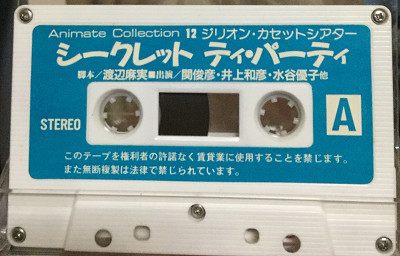 Animate Collection 12 ジリオン・カセットシアター
シークレット ティ・パーティ
脚本/渡辺麻実■出演/関俊彦・井上和彦・水谷優子他
STEREO
A
このテープを権利者の許諾なく賃貸業に使用することを禁じます。
また無断複製は法律で禁じられています。